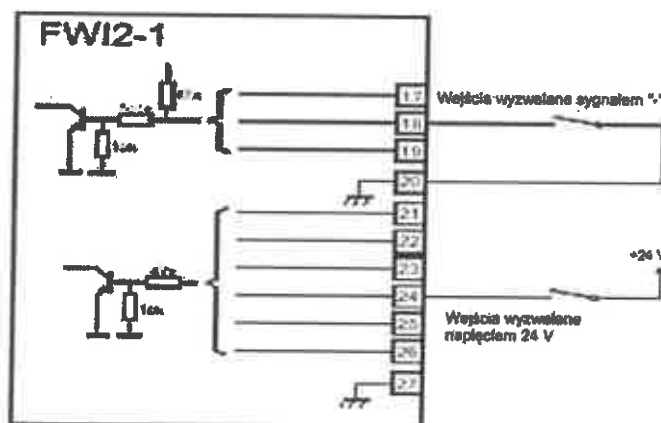 FWI2-1
17
Wejścia wyzwalane sygnałem "-"
18
19
20
21
22
23
+24 V
24
25
Wejścia wyzwalane
napięciem 24 V
26
27